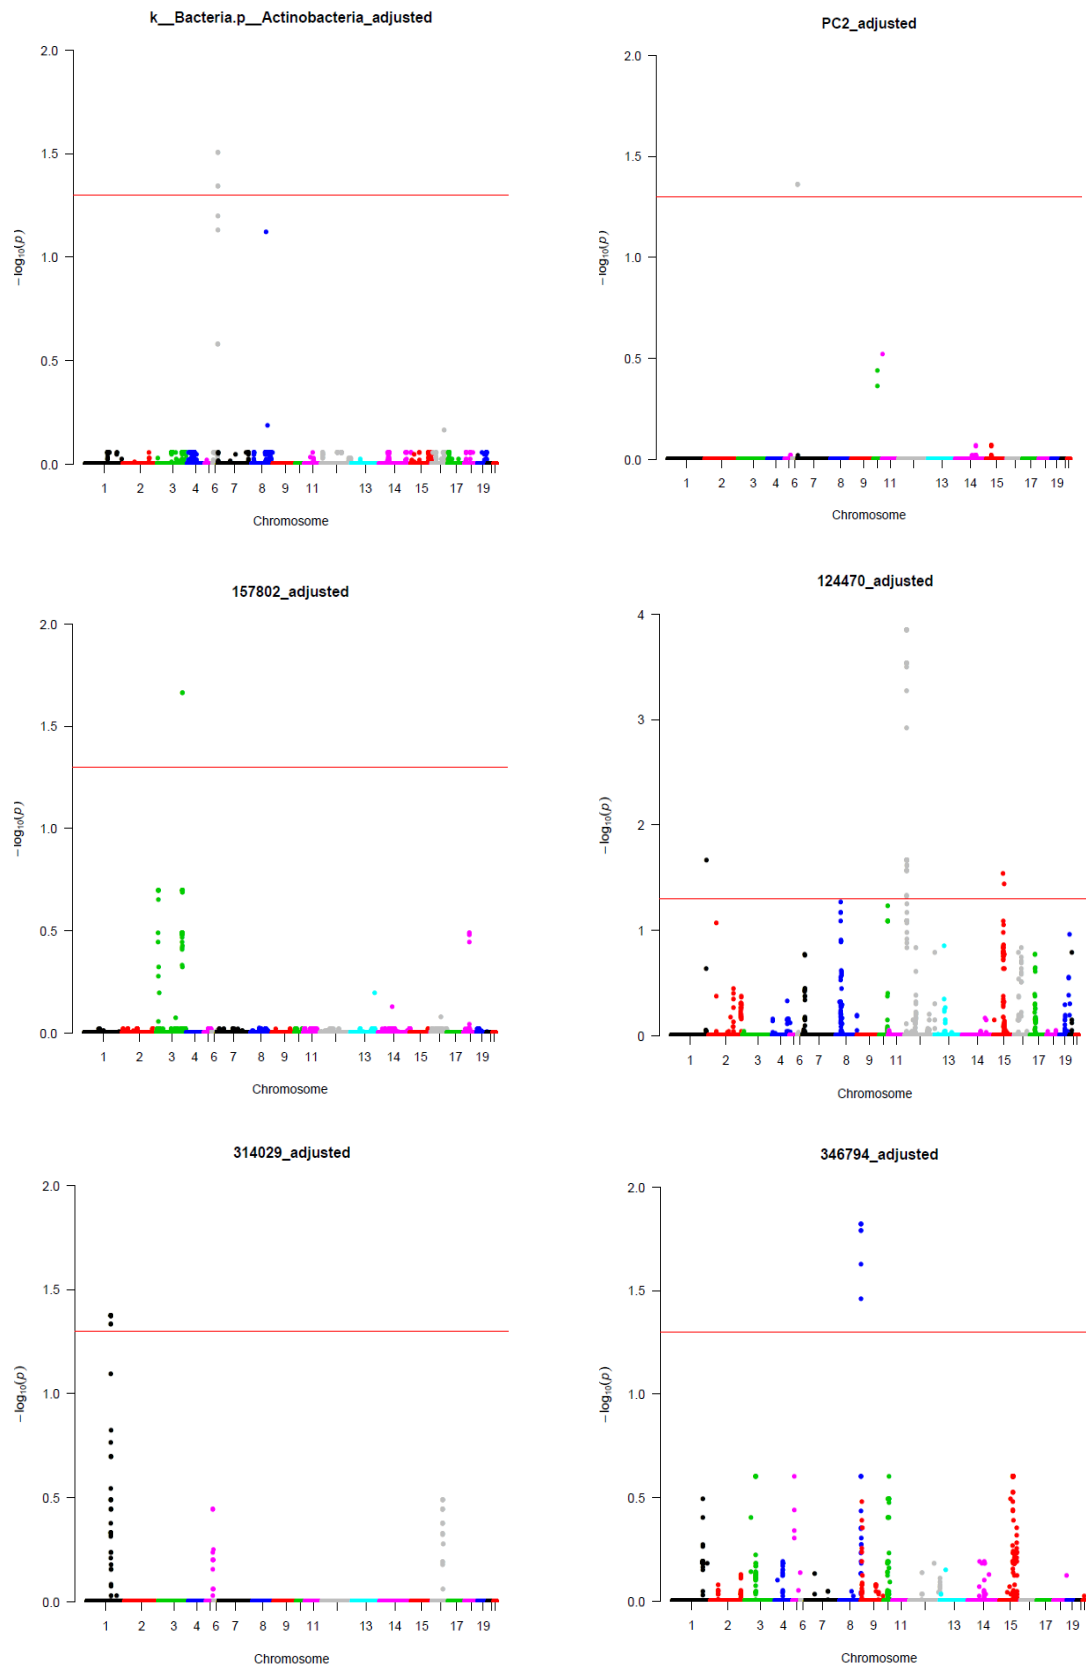 k__Bacteria.p__Actinobacteria_adjusted
2.0
1.5
1.0
0.5
0.0
−log10(p)
1 2 3 4 6 7 8 9 11 13 15 17 19
Chromosome
PC2_adjusted
2.0
1.5
1.0
0.5
0.0
−log10(p)
1 2 3 4 6 7 8 9 11 13 14 15 17 19
Chromosome
157802_adjusted
2.0
1.5
1.0
0.5
0.0
−log10(p)
1 2 3 4 6 7 8 9 11 13 14 15 17 19
Chromosome
124470_adjusted
4
3
2
1
0
−log10(p)
1 2 3 4 6 7 8 9 11 13 14 15 17 19
Chromosome
314029_adjusted
2.0
1.5
1.0
0.5
0.0
−log10(p)
1 2 3 4 6 7 8 9 11 13 15 17 19
Chromosome
346794_adjusted
2.0
1.5
1.0
0.5
0.0
−log10(p)
1 2 3 4 6 7 8 9 11 13 14 15 17 19
Chromosome